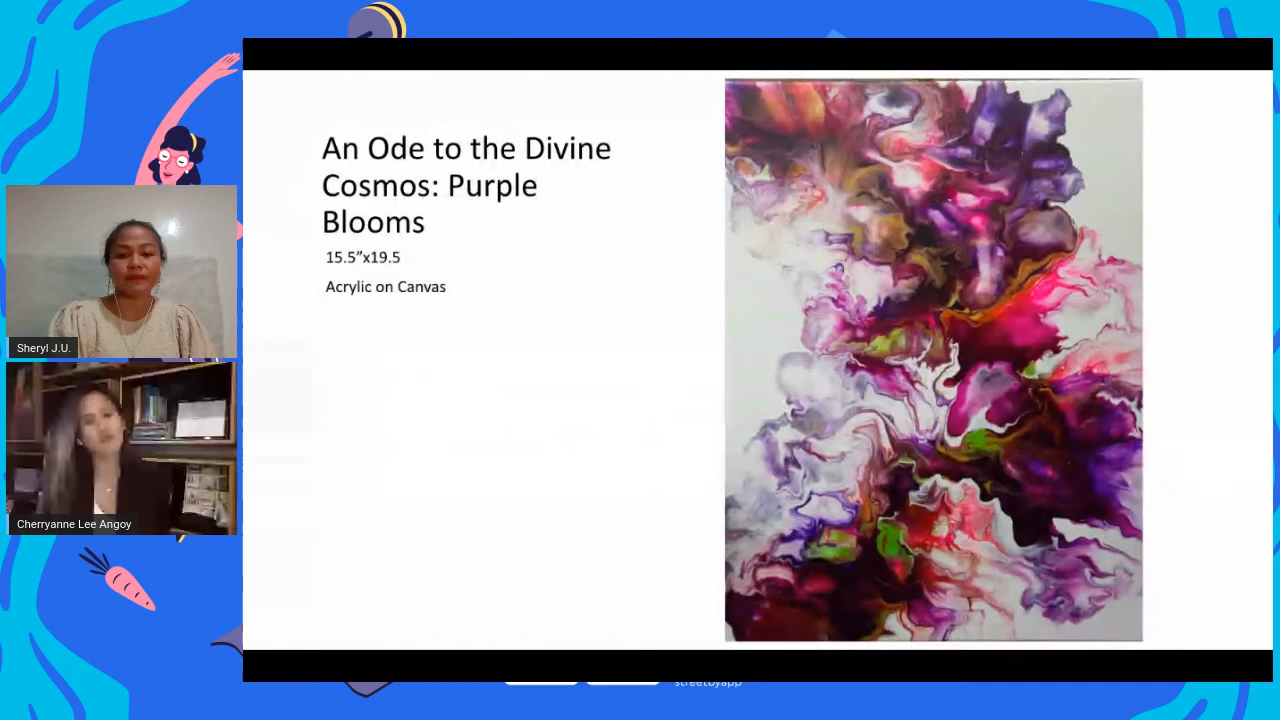 An Ode to the Divine
Cosmos: Purple
Blooms
15.5”x19.5
Acrylic on Canvas
Sheryl J.U.
Cherryanne Lee Angoy
streetbyapp